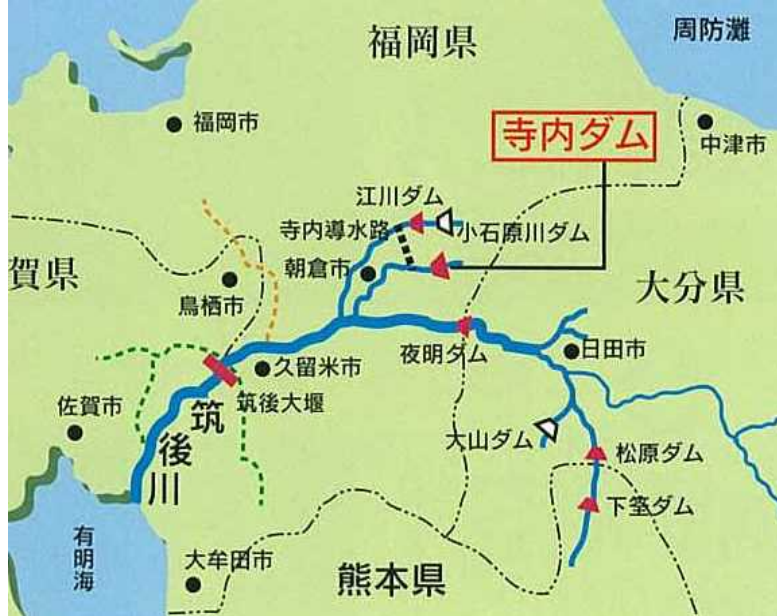 周防灘
福岡県
福岡市
寺内ダム
中津市
江川ダム
寺内導水路
小石原川ダム
朝倉市
賀県
鳥栖市
大分県
夜明ダム
日田市
久留米市
佐賀市
筑後大堰
筑後川
大山ダム
松原ダム
下筌ダム
有明海
大牟田市
熊本県